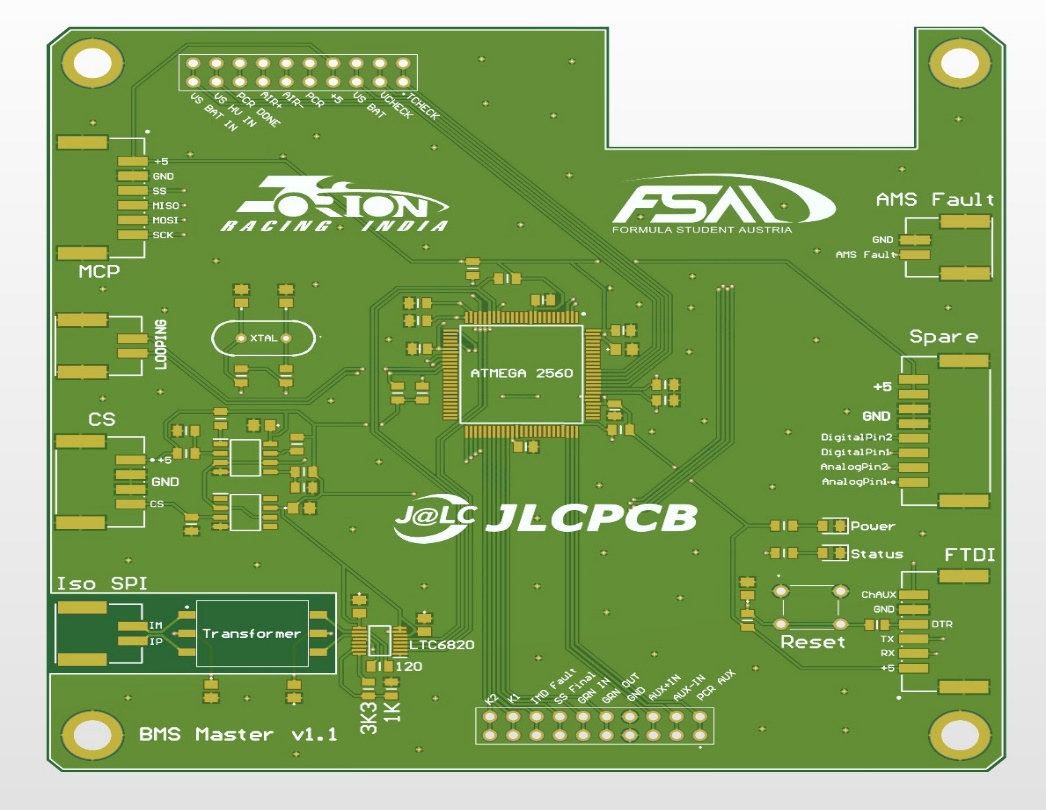 VS BAT IN
VS HV IN
PCR DONE
AIR+
AIR-
PCR
+5
VS BAT
VCHECK
TCHECK
+5
GND
SS
MISO
MOSI
SCK
MCP
ORION
RACING INDIA
FSA
FORMULA STUDENT AUSTRIA
AMS Fault
GND
AMS Fault
LOOPING
XTAL
ATMEGA 2560
Spare
+5
GND
DigitalPin2
DigitalPin1
AnalogPin2
AnalogPin1
CS
+5
GND
CS
J@LC JLCPCB
Power
Status
FTDI
ChAUX
GND
DTR
TX
RX
+5
Reset
Iso SPI
IM
IP
Transformer
LTC6820
120
3K3
1K
K2
K1
IMD Fault
SS Final
GRN IN
GRN OUT
GND
AUX+IN
AUX-IN
PCR AUX
BMS Master v1.1